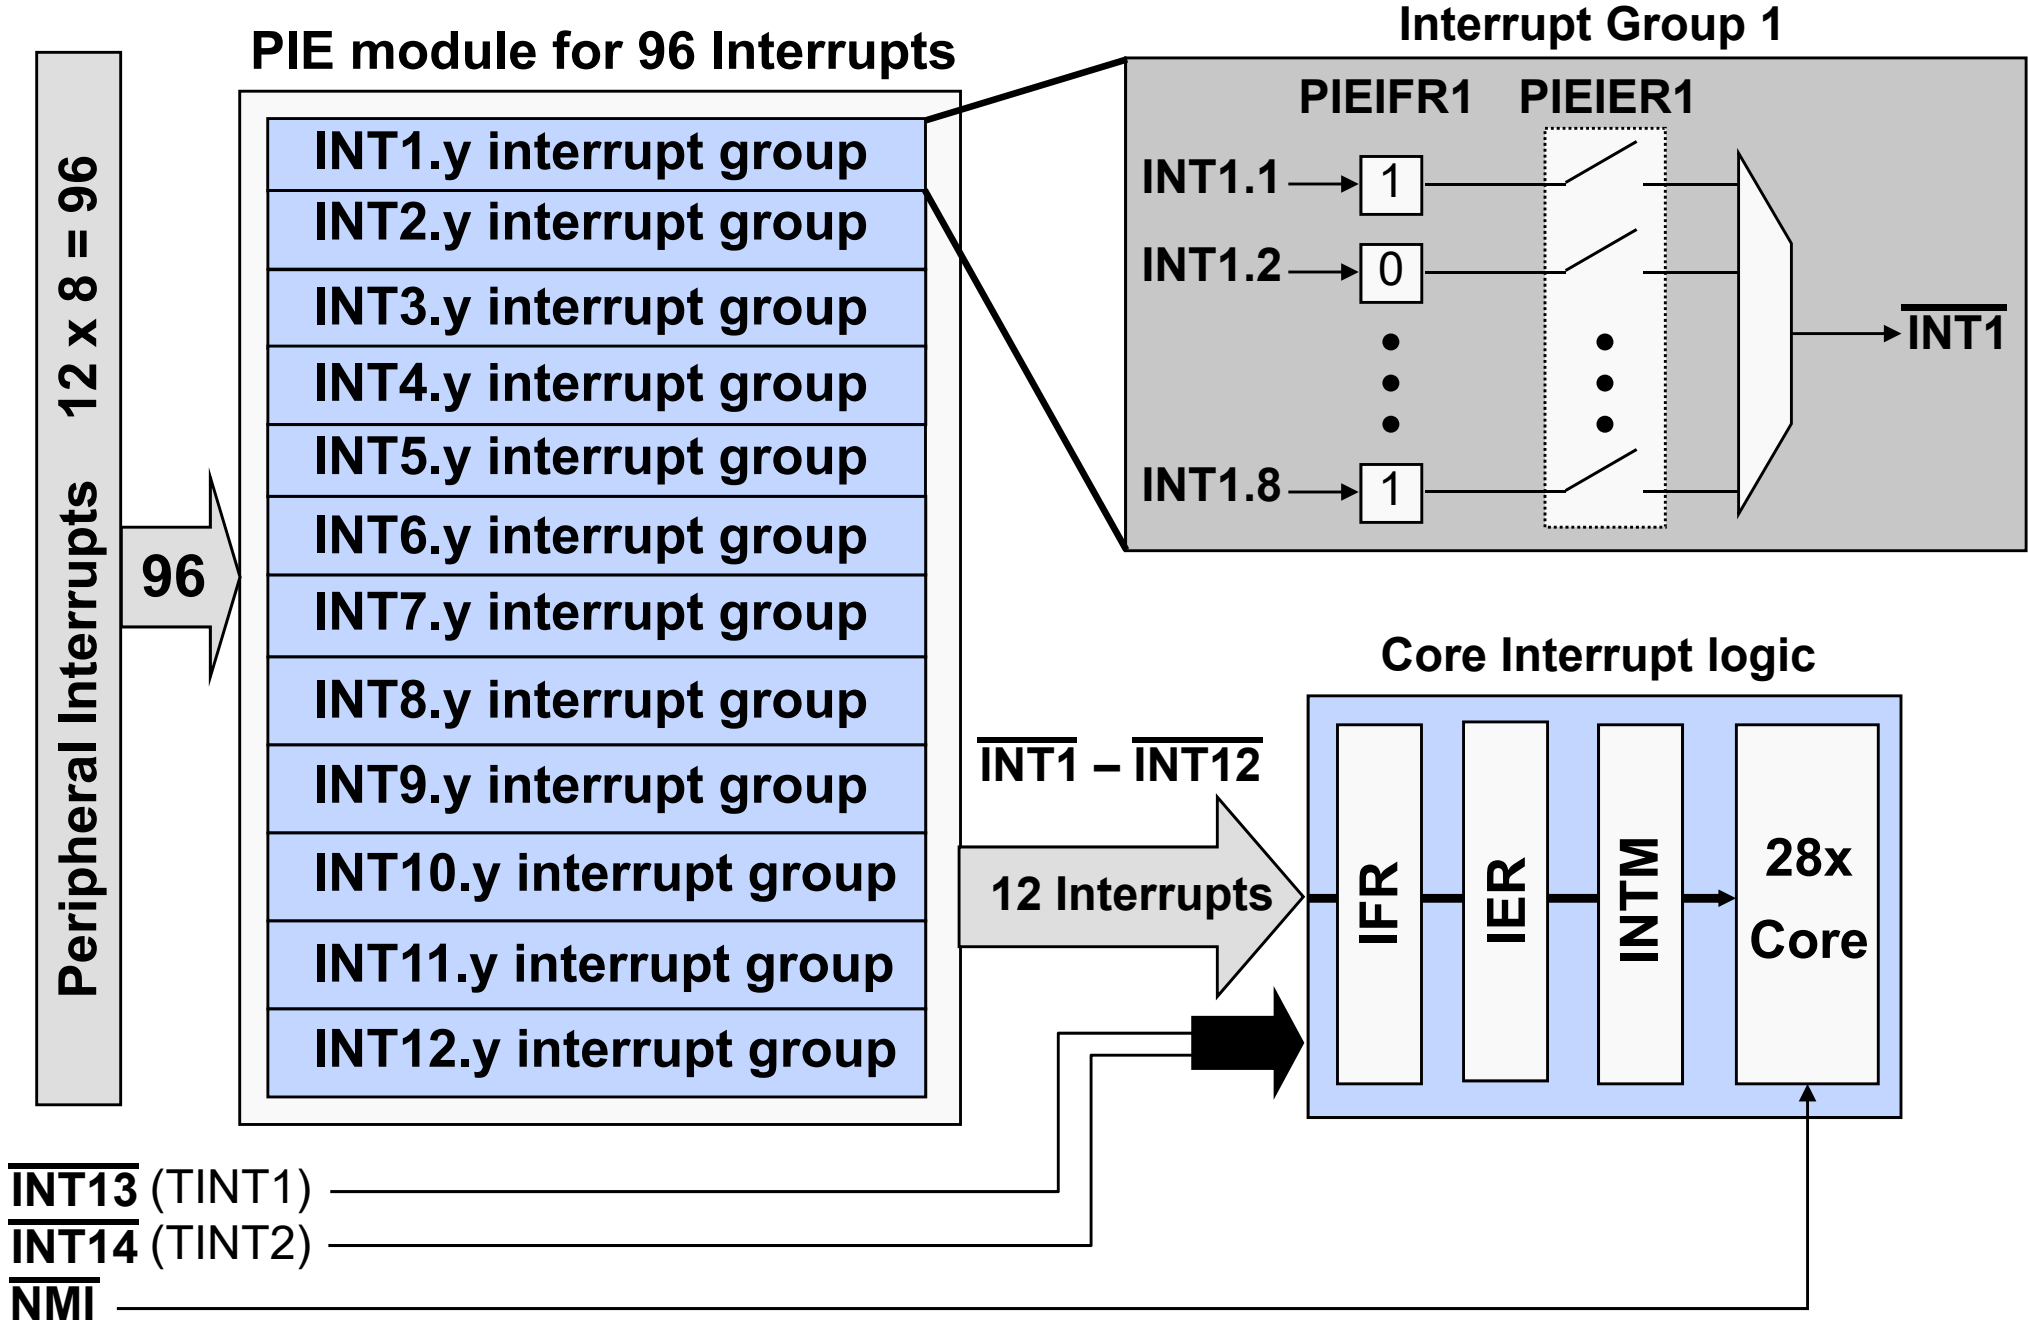 PIE module for 96 Interrupts
Peripheral Interrupts 12 x 8 = 96
96
INT1.y interrupt group
INT2.y interrupt group
INT3.y interrupt group
INT4.y interrupt group
INT5.y interrupt group
INT6.y interrupt group
INT7.y interrupt group
INT8.y interrupt group
INT9.y interrupt group
INT10.y interrupt group
INT11.y interrupt group
INT12.y interrupt group
Interrupt Group 1
PIEIFR1 PIEIER1
INT1.1 1
INT1.2 0
INT1
INT1.8 1
Core Interrupt logic
INT1 – INT12
12 Interrupts
IFR
IER
INTM
28x
Core
INT13 (TINT1)
INT14 (TINT2)
NMI